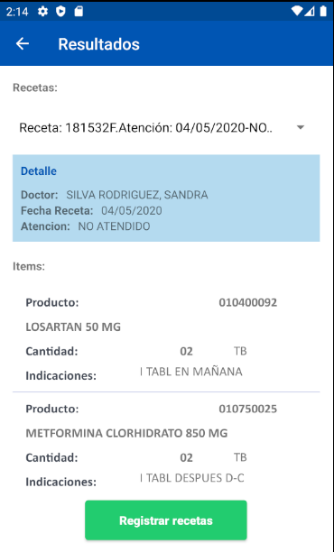 2:14
Resultados
Recetas:
Receta: 181532F.Atención: 04/05/2020-NO..
Detalle
Doctor: SILVA RODRIGUEZ, SANDRA
Fecha Receta: 04/05/2020
Atencion: NO ATENDIDO
Items:
Producto: 010400092
LOSARTAN 50 MG
Cantidad: 02 TB
Indicaciones: I TABL EN MAÑANA
Producto: 010750025
METFORMINA CLORHIDRATO 850 MG
Cantidad: 02 TB
Indicaciones: I TABL DESPUES D-C
Registrar recetas